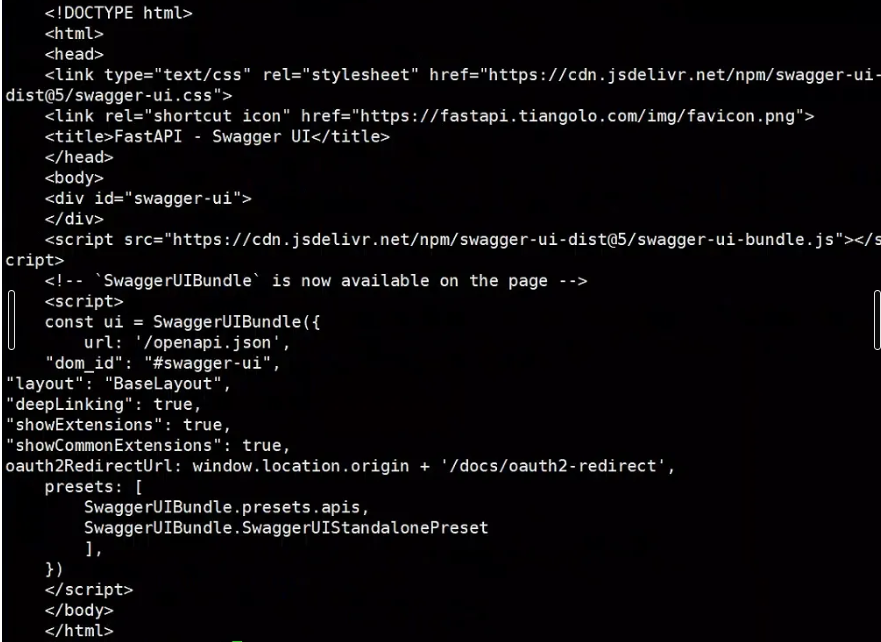 <!DOCTYPE html>
<html>
<head>
<link type="text/css" rel="stylesheet" href="https://cdn.jsdelivr.net/npm/swagger-ui-
dist@5/swagger-ui.css">
<link rel="shortcut icon" href="https://fastapi.tiangolo.com/img/favicon.png">
<title>FastAPI - Swagger UI</title>
</head>
<body>
<div id="swagger-ui">
</div>
<script src="https://cdn.jsdelivr.net/npm/swagger-ui-dist@5/swagger-ui-bundle.js"></s
cript>
<!-- `SwaggerUIBundle` is now available on the page -->
<script>
const ui = SwaggerUIBundle({
url: '/openapi.json',
"dom_id": "#swagger-ui",
"layout": "BaseLayout",
"deepLinking": true,
"showExtensions": true,
"showCommonExtensions": true,
oauth2RedirectUrl: window.location.origin + '/docs/oauth2-redirect',
presets: [
SwaggerUIBundle.presets.apis,
SwaggerUIBundle.SwaggerUIStandalonePreset
],
})
</script>
</body>
</html>